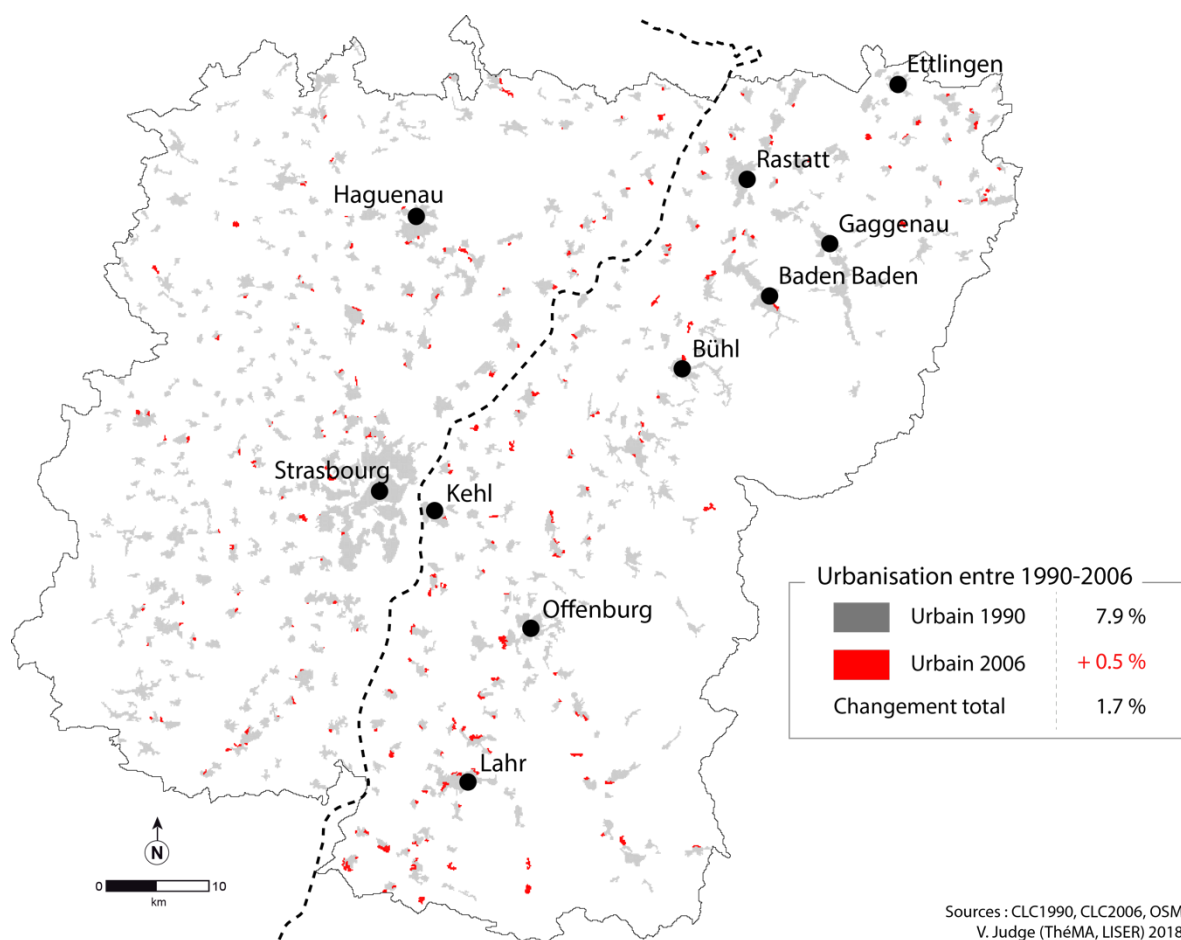 Ettlingen
Rastatt
Haguenau
Gaggenau
Baden Baden
Bühl
Strasbourg
Kehl
Offenburg
Lahr
Urbanisation entre 1990-2006
Urbain 1990 7.9 %
Urbain 2006 + 0.5 %
Changement total 1.7 %
N
0 10
km
Sources : CLC1990, CLC2006, OSM
V. Judge (ThéMA, LISER) 2018